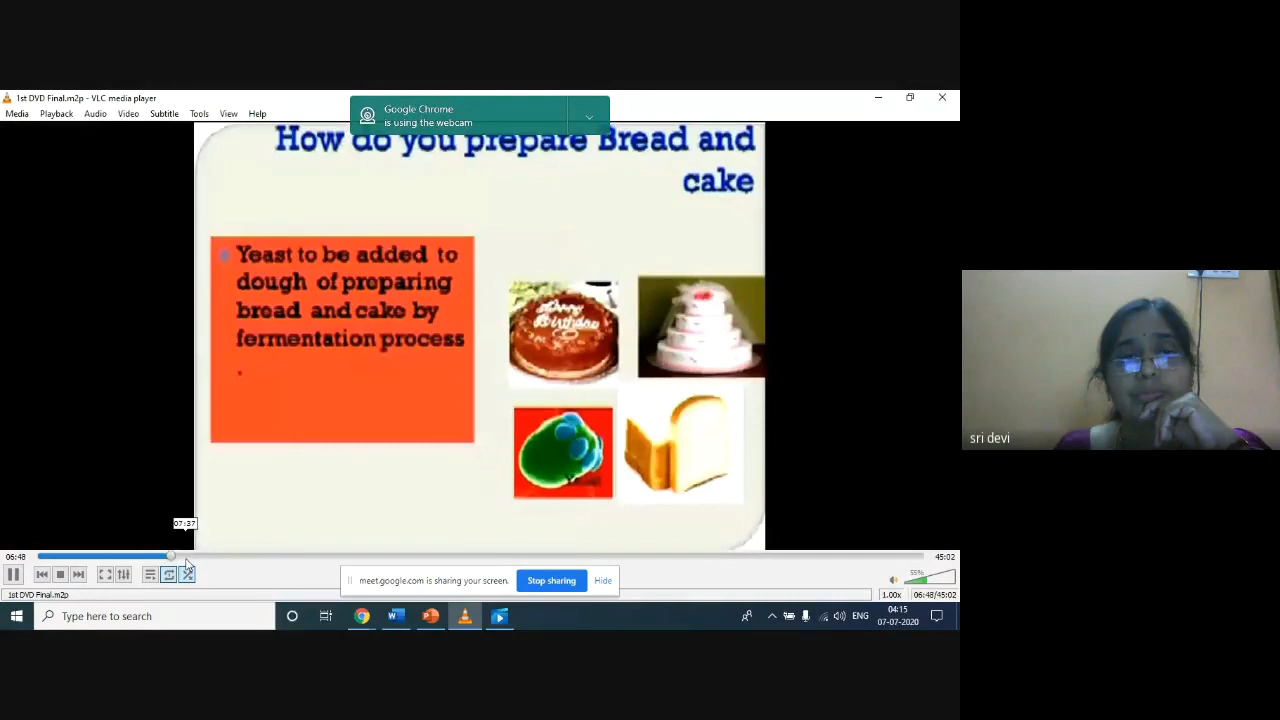 1st DVD Final.m2p - VLC media player
Media Playback Audio Video Subtitle Tools View Help
Google Chrome
is using the webcam
How do you prepare Bread and
cake
Yeast to be added to
dough of preparing
bread and cake by
fermentation process
.
Happy
Birthday
07:37
06:48
45:02
meet.google.com is sharing your screen.
Stop sharing
Hide
55%
1st DVD Final.m2p
1.00x
06:48/45:02
Type here to search
ENG
04:15
07-07-2020
sri devi